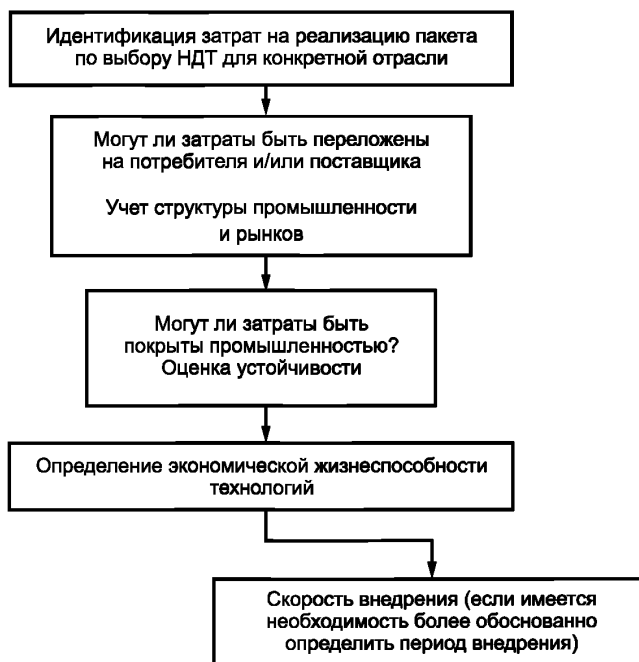 Идентификация затрат на реализацию пакета
по выбору НДТ для конкретной отрасли
Могут ли затраты быть переложены
на потребителя и/или поставщика
Учет структуры промышленности
и рынков
Могут ли затраты быть
покрыты промышленностью?
Оценка устойчивости
Определение экономической жизнеспособности
технологий
Скорость внедрения (если имеется
необходимость более обоснованно
определить период внедрения)